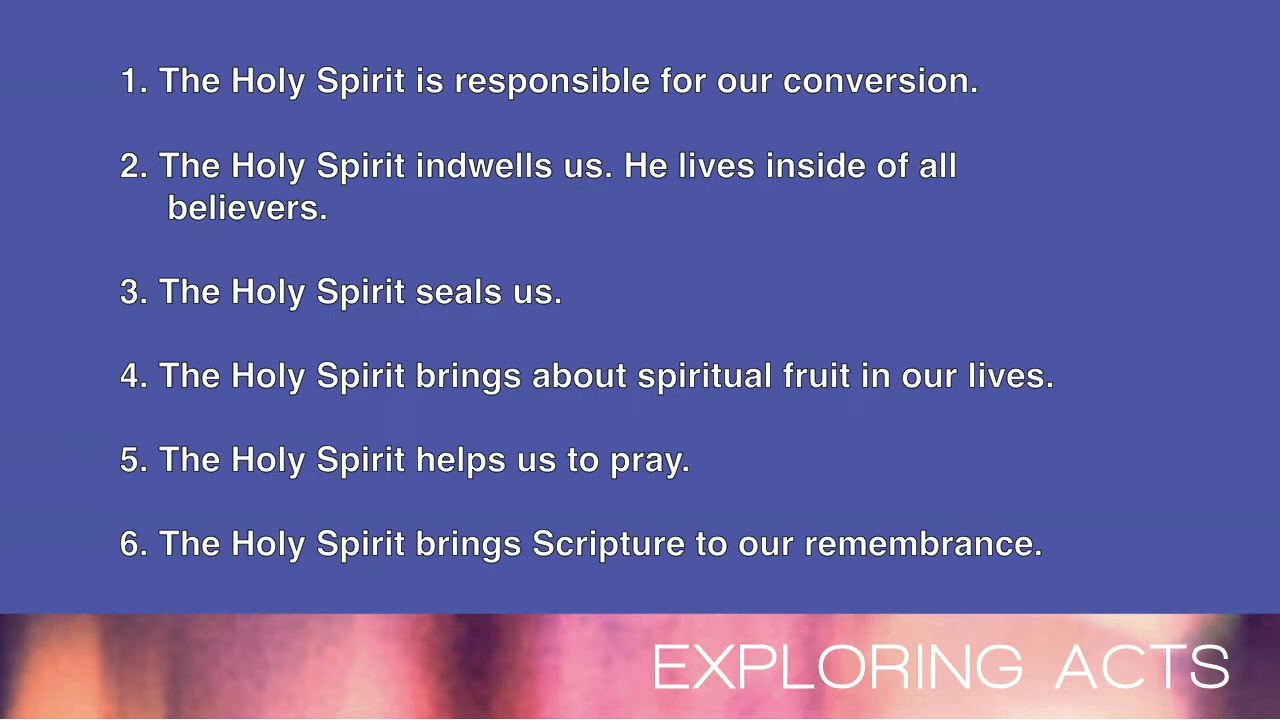 1. The Holy Spirit is responsible for our conversion.
2. The Holy Spirit indwells us. He lives inside of all
believers.
3. The Holy Spirit seals us.
4. The Holy Spirit brings about spiritual fruit in our lives.
5. The Holy Spirit helps us to pray.
6. The Holy Spirit brings Scripture to our remembrance.
EXPLORING ACTS